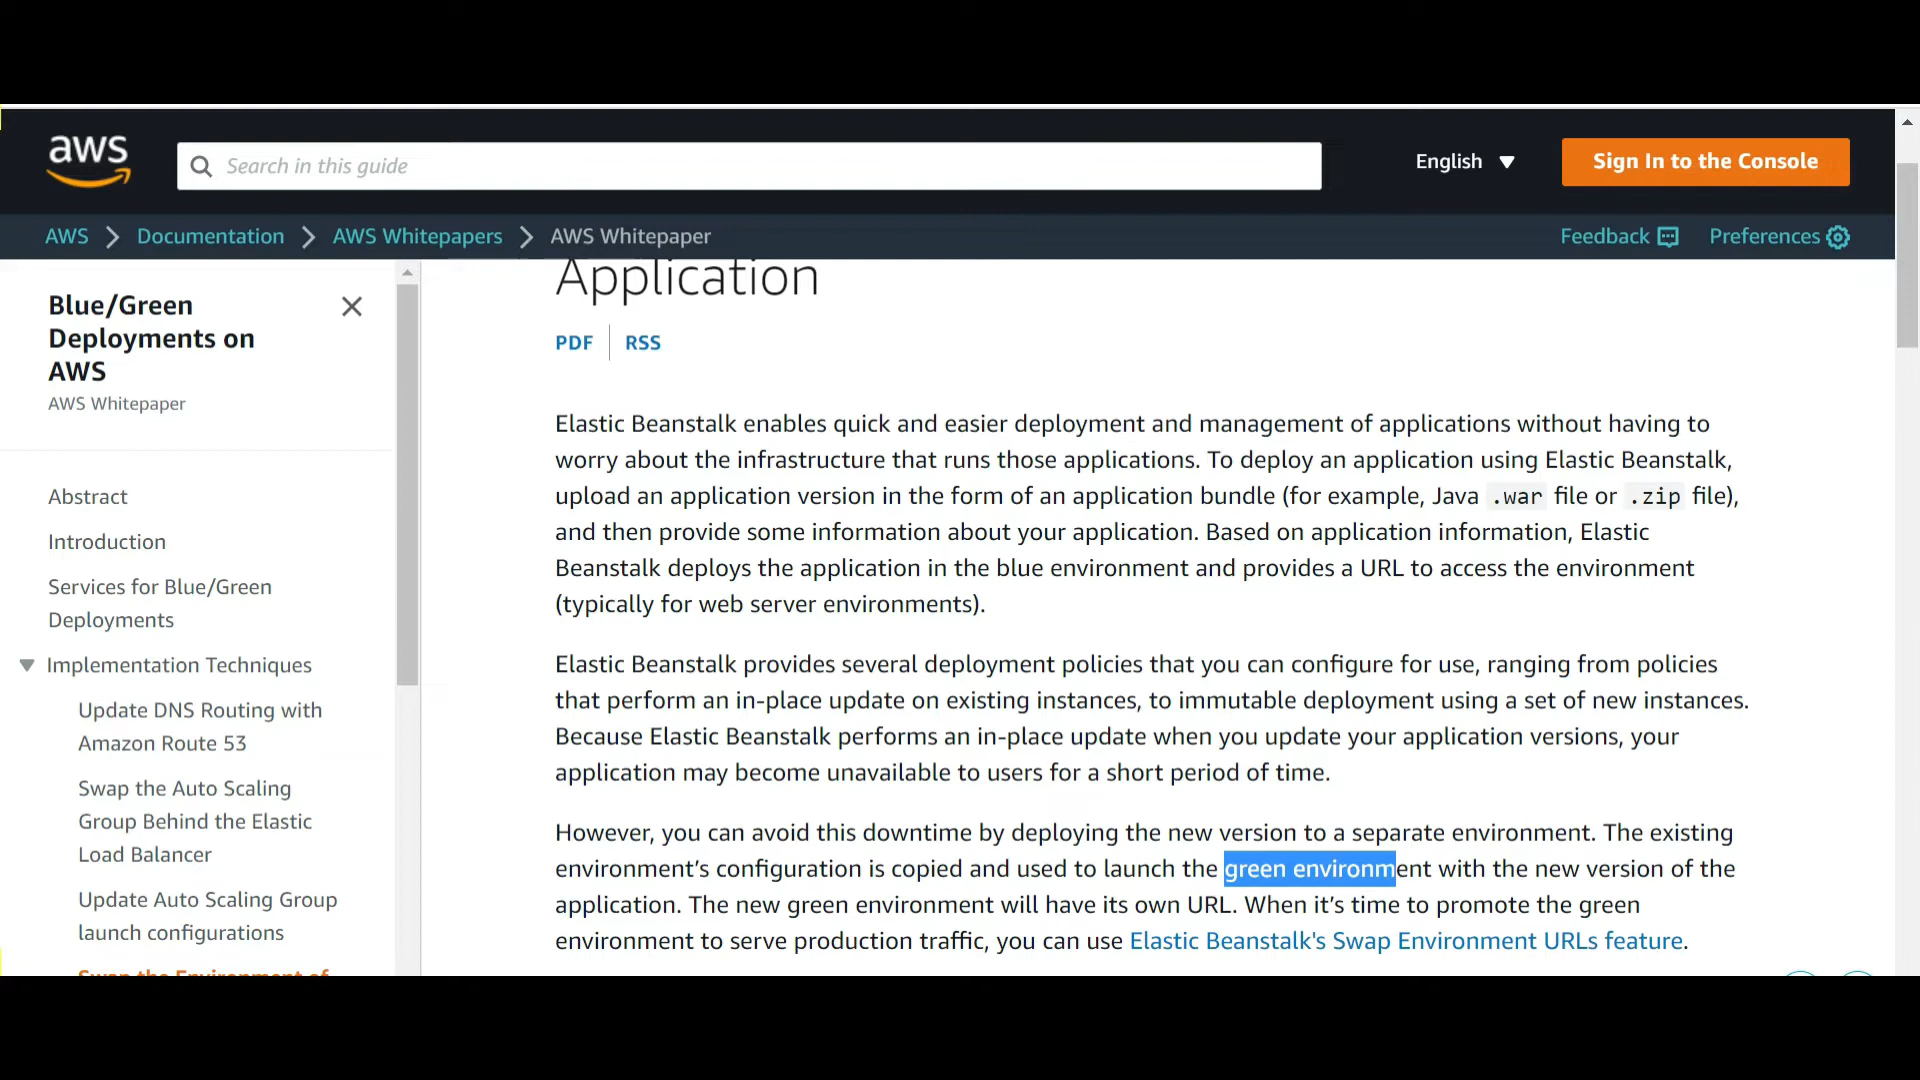 aws
Search in this guide
English
Sign In to the Console
AWS
Documentation
AWS Whitepapers
AWS Whitepaper
Feedback
Preferences
Blue/Green
Deployments on
AWS
AWS Whitepaper
Abstract
Introduction
Services for Blue/Green
Deployments
Implementation Techniques
Update DNS Routing with
Amazon Route 53
Swap the Auto Scaling
Group Behind the Elastic
Load Balancer
Update Auto Scaling Group
launch configurations
Swap the Environment of
Application
PDF
RSS
Elastic Beanstalk enables quick and easier deployment and management of applications without having to
worry about the infrastructure that runs those applications. To deploy an application using Elastic Beanstalk,
upload an application version in the form of an application bundle (for example, Java .war file or .zip file),
and then provide some information about your application. Based on application information, Elastic
Beanstalk deploys the application in the blue environment and provides a URL to access the environment
(typically for web server environments).
Elastic Beanstalk provides several deployment policies that you can configure for use, ranging from policies
that perform an in-place update on existing instances, to immutable deployment using a set of new instances.
Because Elastic Beanstalk performs an in-place update when you update your application versions, your
application may become unavailable to users for a short period of time.
However, you can avoid this downtime by deploying the new version to a separate environment. The existing
environment’s configuration is copied and used to launch the green environment with the new version of the
application. The new green environment will have its own URL. When it’s time to promote the green
environment to serve production traffic, you can use Elastic Beanstalk's Swap Environment URLs feature.